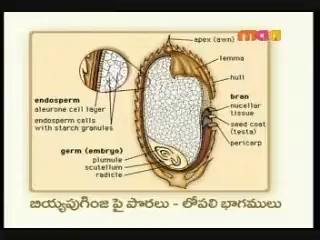 apex (awn)
maa
lemma
hull
endosperm
aleurone cell layer
endosperm cells
with starch granules
bran
nucellar
tissue
seed coat
(testa)
pericarp
germ (embryo)
plumule
scutellum
radicle
బియ్యపుగింజ పై పొరలు - లోపలి భాగములు